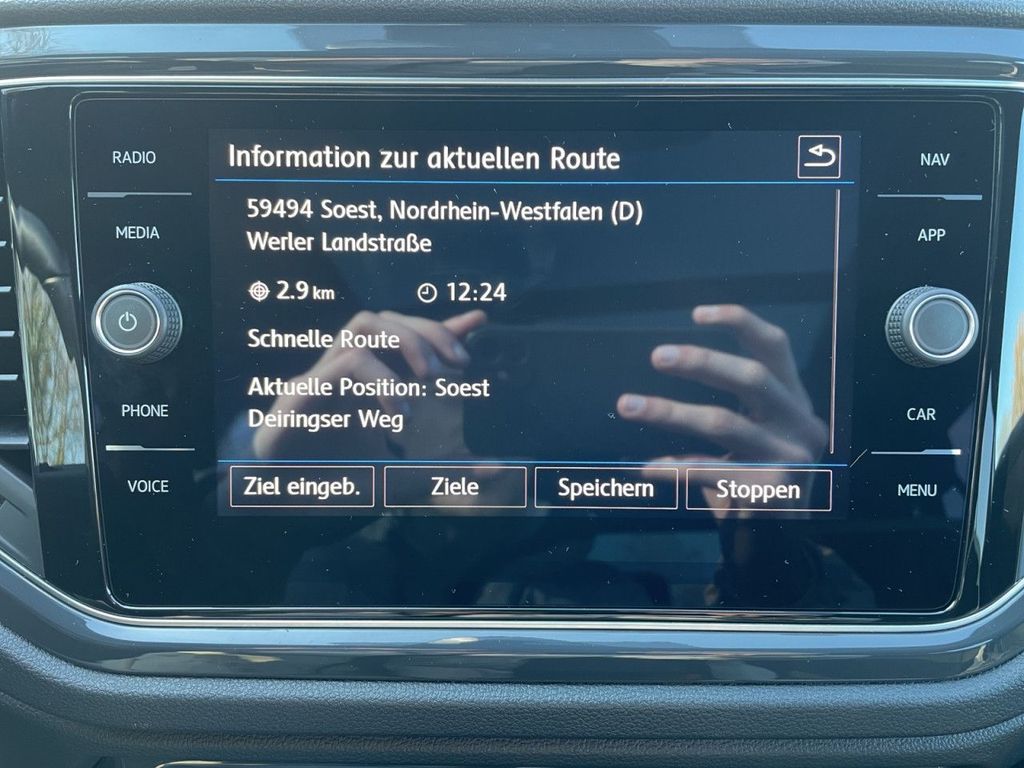 Information zur aktuellen Route
59494 Soest, Nordrhein-Westfalen (D)
Werler Landstraße
2.9 km 12:24
Schnelle Route
Aktuelle Position: Soest
Deiringser Weg
Ziel eingeb. Ziele Speichern Stoppen
RADIO
MEDIA
PHONE
VOICE
NAV
APP
CAR
MENU